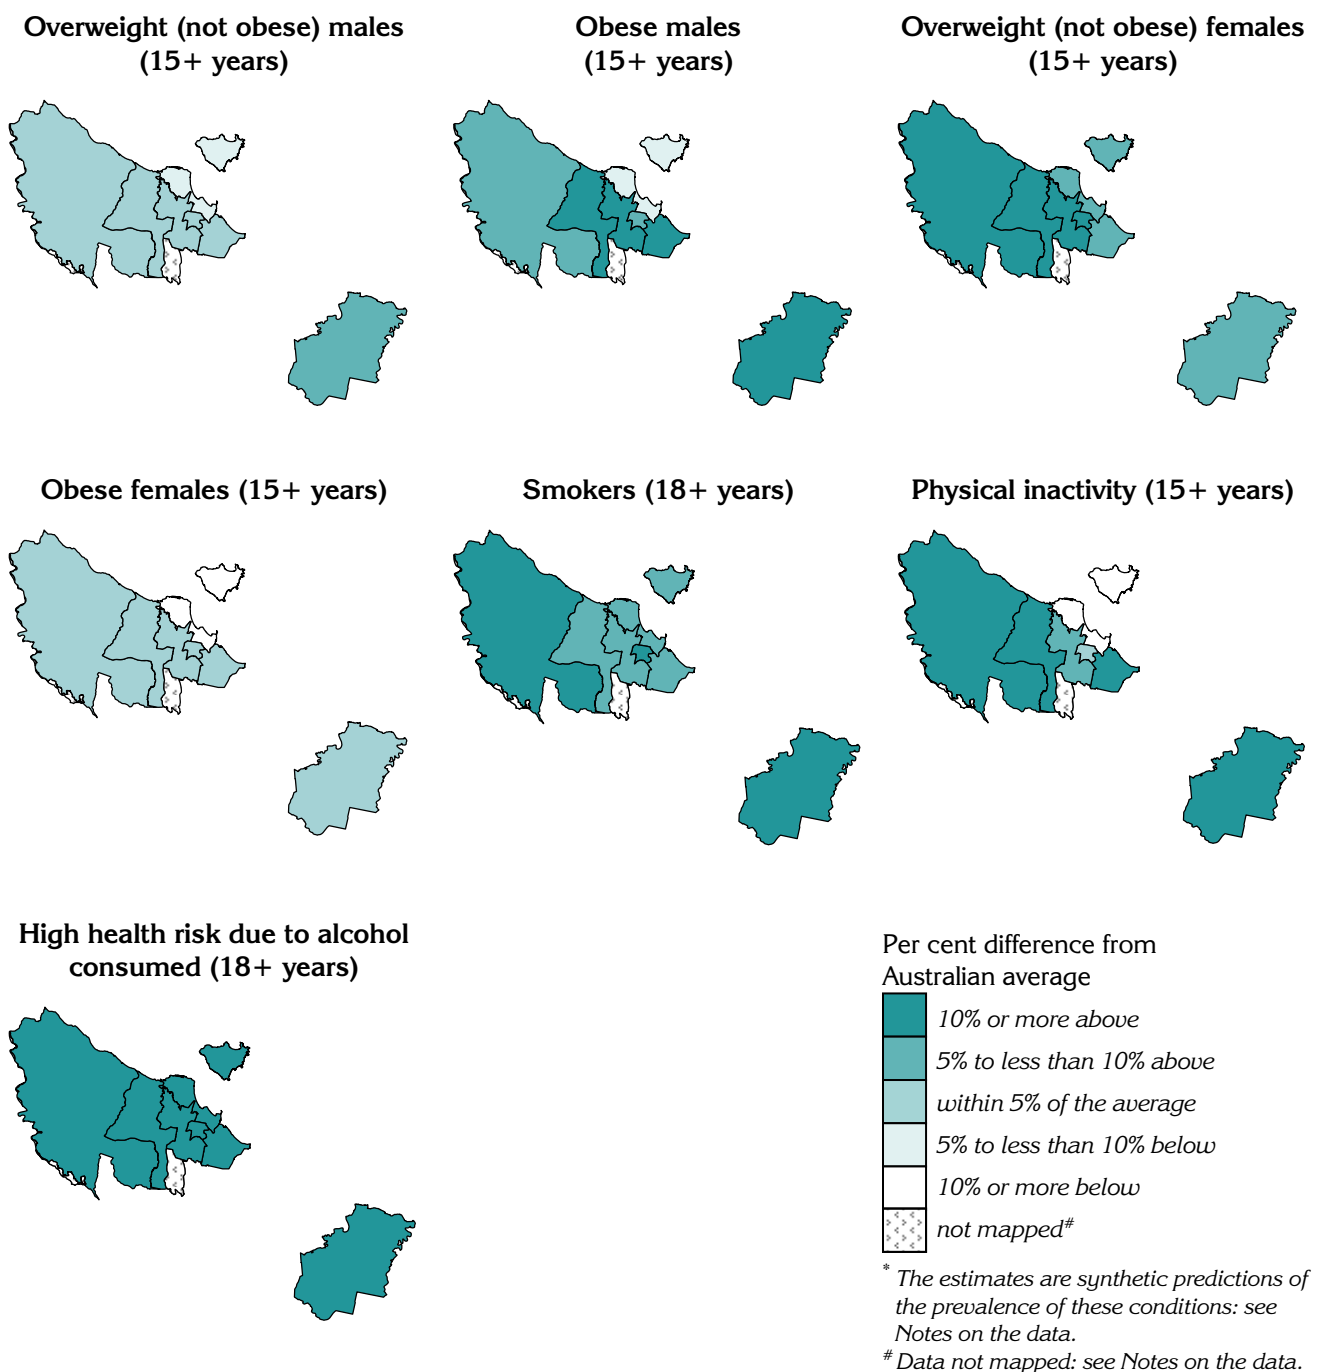 Overweight (not obese) males
(15+ years)
Obese males
(15+ years)
Overweight (not obese) females
(15+ years)
Obese females (15+ years)
Smokers (18+ years)
Physical inactivity (15+ years)
High health risk due to alcohol
consumed (18+ years)
Per cent difference from
Australian average
10% or more above
5% to less than 10% above
within 5% of the average
5% to less than 10% below
10% or more below
not mapped#
* The estimates are synthetic predictions of
the prevalence of these conditions: see
Notes on the data.
# Data not mapped: see Notes on the data.